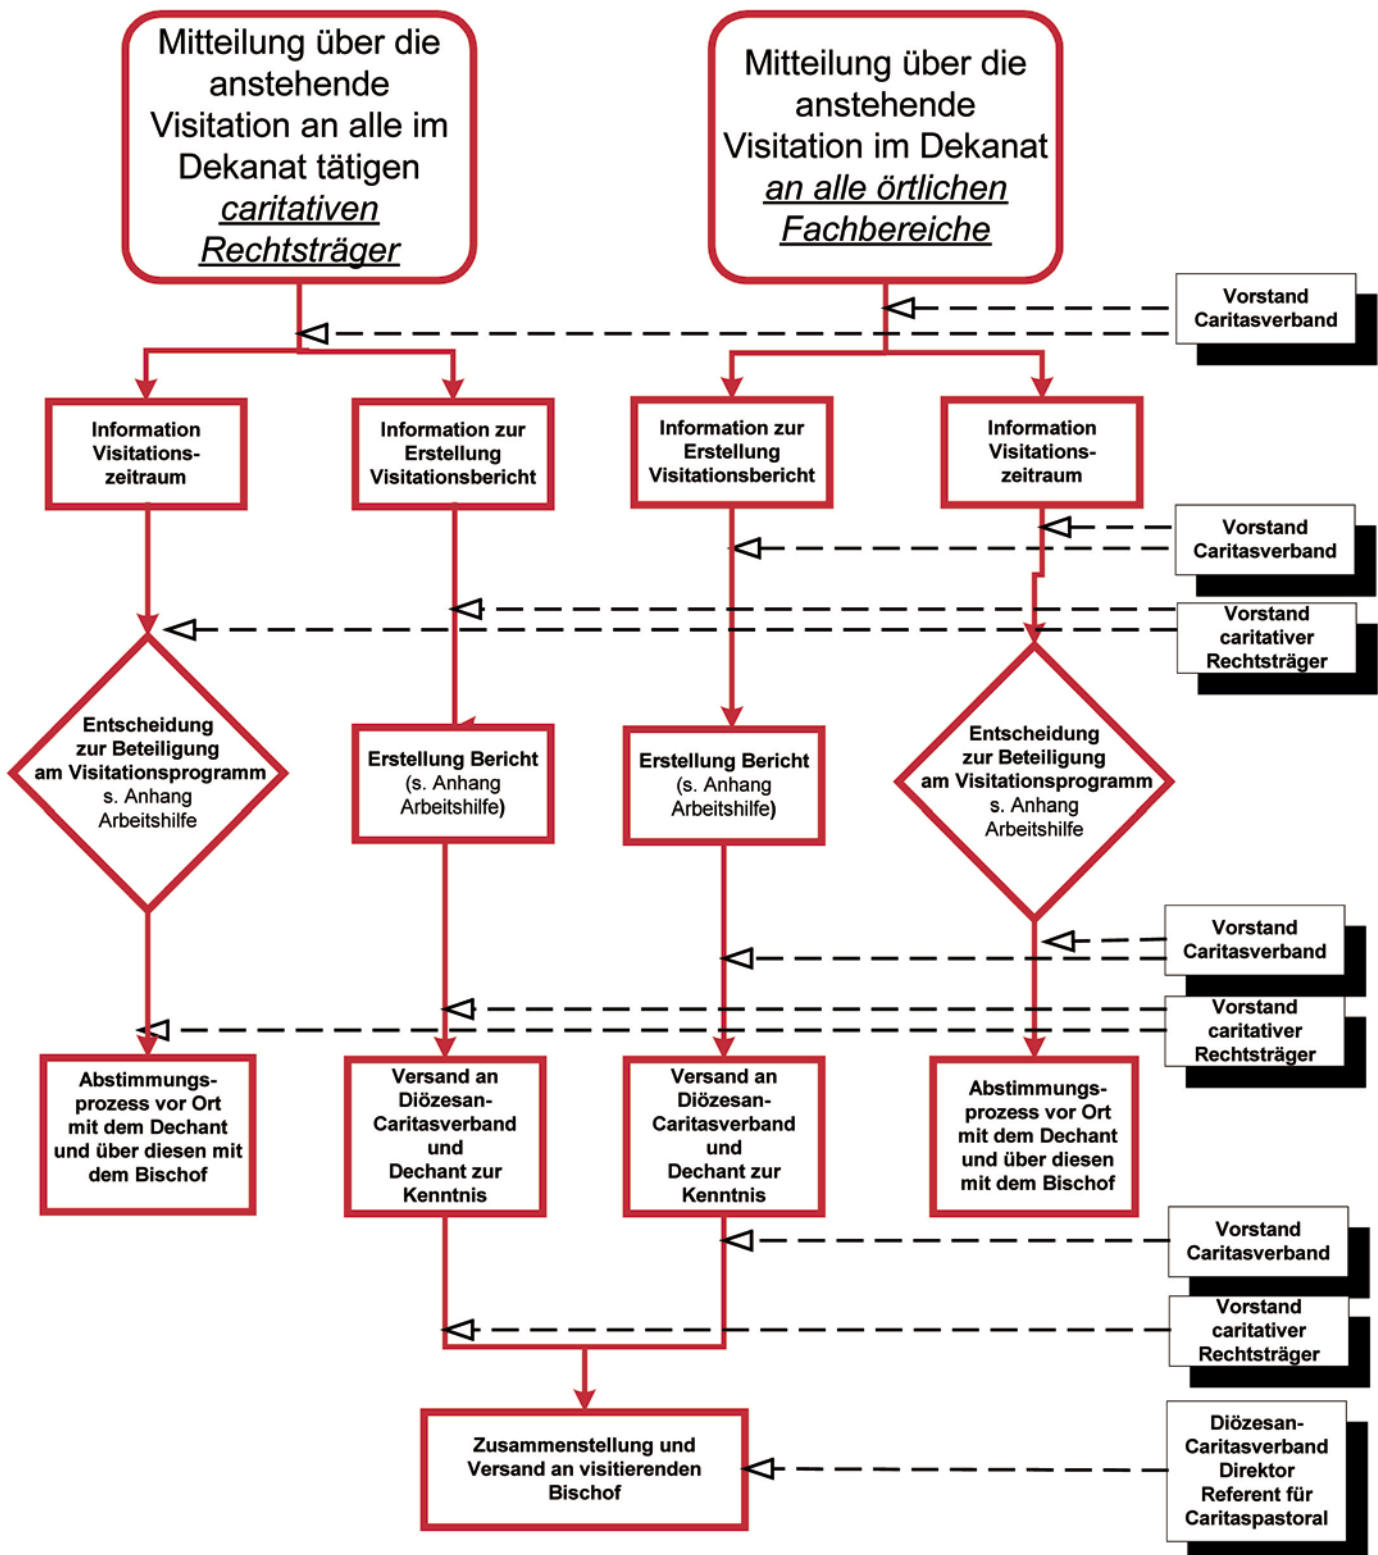 Mitteilung über die
anstehende
Visitation an alle im
Dekanat tätigen
caritativen
Rechtsträger
Mitteilung über die
anstehende
Visitation im Dekanat
an alle örtlichen
Fachbereiche
Vorstand
Caritasverband
Information
Visitations-
zeitraum
Information zur
Erstellung
Visitationsbericht
Information zur
Erstellung
Visitationsbericht
Information
Visitations-
zeitraum
Vorstand
Caritasverband
Vorstand
caritativer
Rechtsträger
Entscheidung
zur Beteiligung
am Visitationsprogramm
s. Anhang
Arbeitshilfe
Erstellung Bericht
(s. Anhang
Arbeitshilfe)
Erstellung Bericht
(s. Anhang
Arbeitshilfe)
Entscheidung
zur Beteiligung
am Visitationsprogramm
s. Anhang
Arbeitshilfe
Vorstand
Caritasverband
Vorstand
caritativer
Rechtsträger
Abstimmungs-
prozess vor Ort
mit dem Dechant
und über diesen mit
dem Bischof
Versand an
Diözesan-
Caritasverband
und
Dechant zur
Kenntnis
Versand an
Diözesan-
Caritasverband
und
Dechant zur
Kenntnis
Abstimmungs-
prozess vor Ort
mit dem Dechant
und über diesen
mit dem Bischof
Vorstand
Caritasverband
Vorstand
caritativer
Rechtsträger
Zusammenstellung und
Versand an visitierenden
Bischof
Diözesan-
Caritasverband
Direktor
Referent für
Caritaspastoral